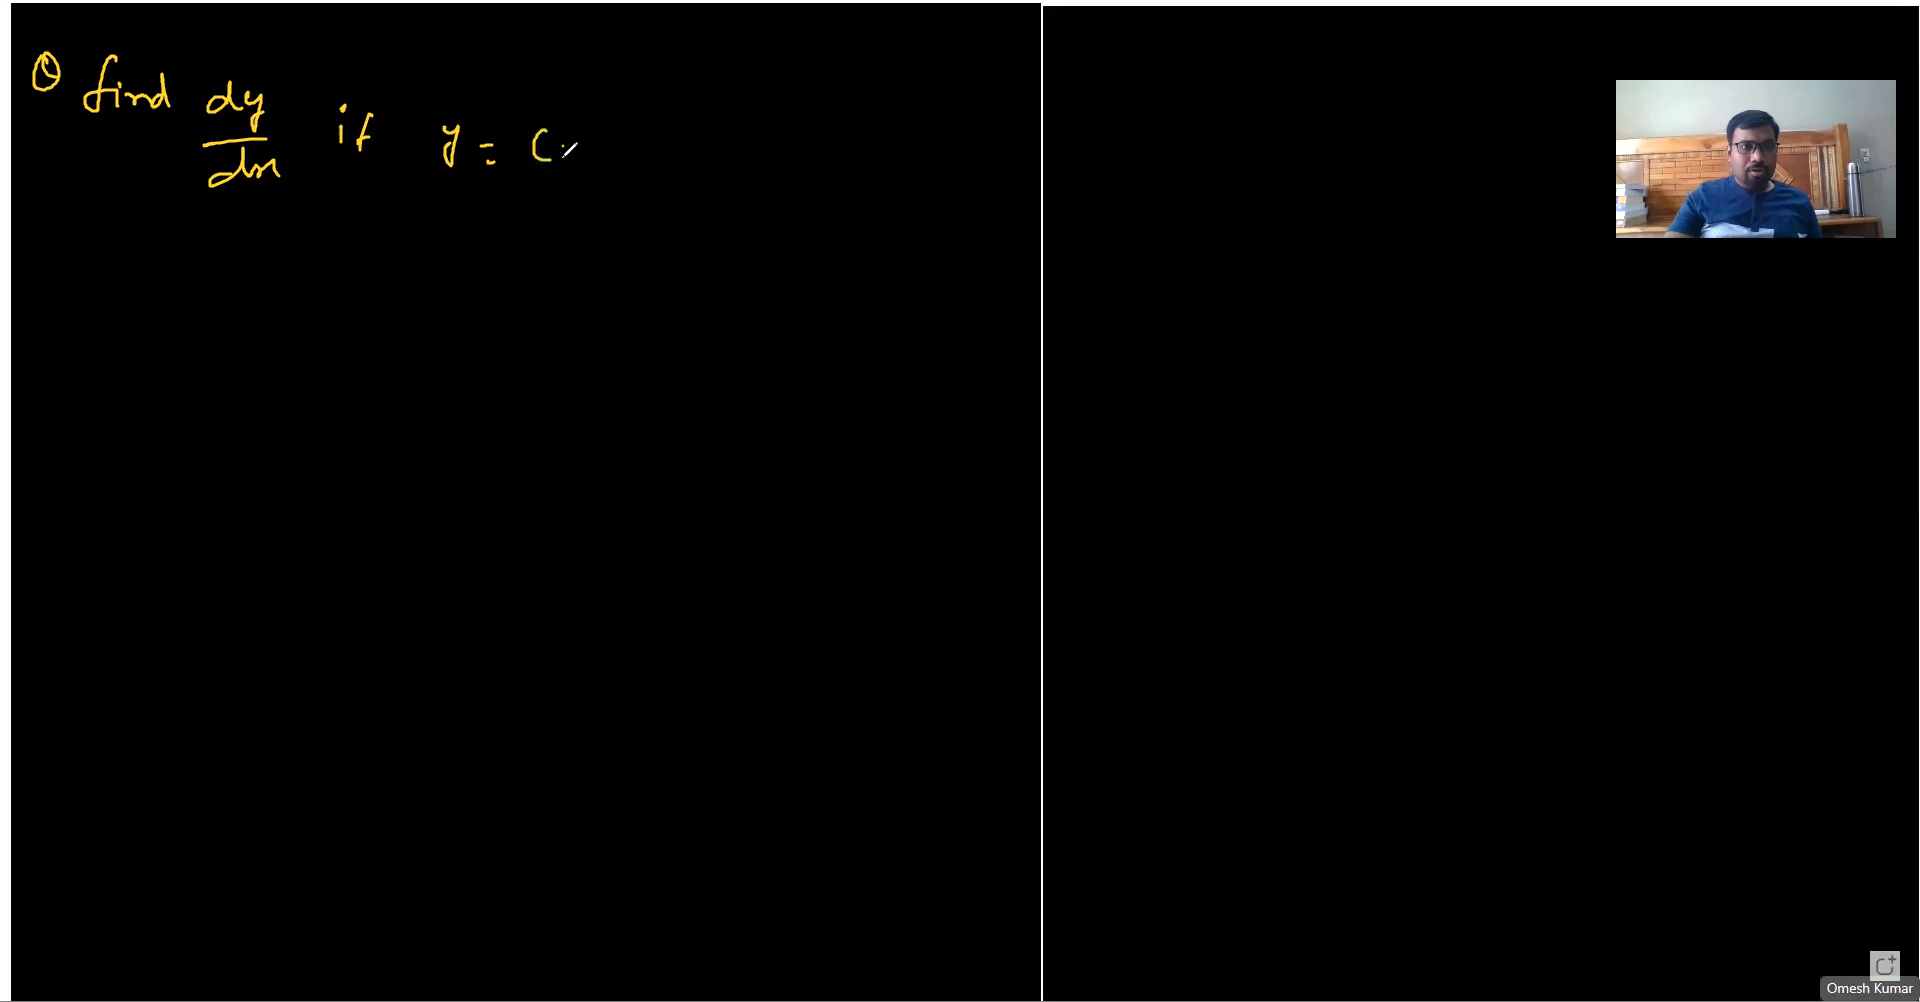 Q find dy/dx if y = (
Omesh Kumar